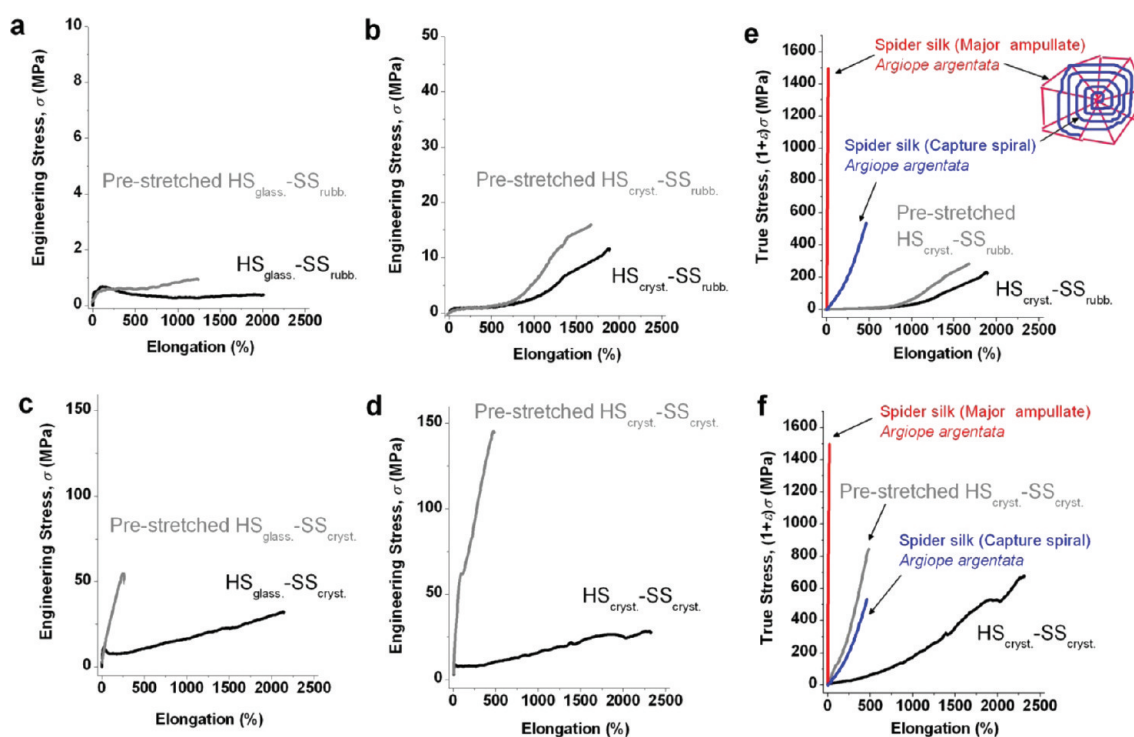 a
Engineering Stress, σ (MPa)
10
8
6
4
2
0
Pre-stretched HSglass.-SSrubb.
HSglass.-SSrubb.
0 500 1000 1500 2000 2500
Elongation (%)
b
Engineering Stress, σ (MPa)
50
40
30
20
10
0
Pre-stretched HScryst.-SSrubb.
HScryst.-SSrubb.
0 500 1000 1500 2000 2500
Elongation (%)
e
True Stress, (1+ε)σ (MPa)
1600
1400
1200
1000
800
600
400
200
0
Spider silk (Major ampullate)
Argiope argentata
Spider silk (Capture spiral)
Argiope argentata
Pre-stretched
HScryst.-SSrubb.
HScryst.-SSrubb.
0 500 1000 1500 2000 2500
Elongation (%)
c
Engineering Stress, σ (MPa)
150
100
50
0
Pre-stretched HSglass.-SScryst.
HSglass.-SScryst.
0 500 1000 1500 2000 2500
Elongation (%)
d
Engineering Stress, σ (MPa)
150
100
50
0
Pre-stretched HScryst.-SScryst.
HScryst.-SScryst.
0 500 1000 1500 2000 2500
Elongation (%)
f
True Stress, (1+ε)σ (MPa)
1600
1400
1200
1000
800
600
400
200
0
Spider silk (Major ampullate)
Argiope argentata
Pre-stretched HScryst.-SScryst.
Spider silk (Capture spiral)
Argiope argentata
HScryst.-SScryst.
0 500 1000 1500 2000 2500
Elongation (%)